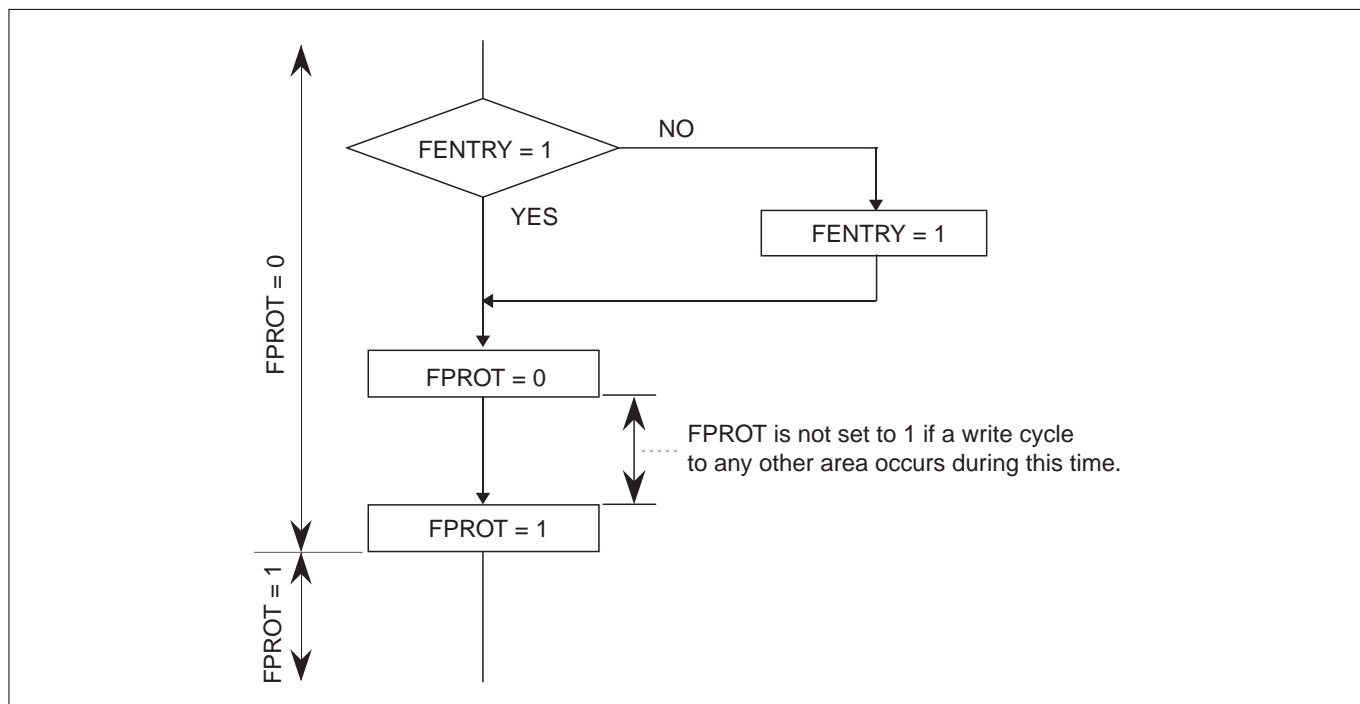 FENTRY = 1
NO
YES
FENTRY = 1
FPROT = 0
FPROT = 0
FPROT is not set to 1 if a write cycle
to any other area occurs during this time.
FPROT = 1
FPROT = 1